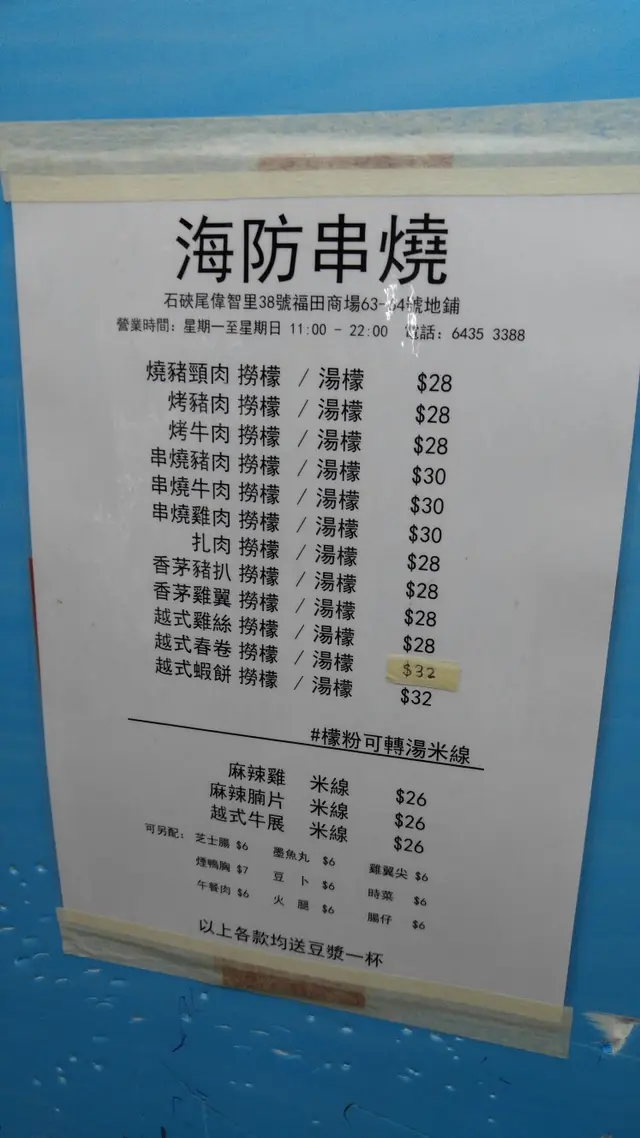 海防串燒
石硤尾偉智里38號福田商場63-64號地鋪
營業時間：星期一至星期日 11:00 - 22:00 電話：6435 3388
燒豬頸肉 撈檬 / 湯檬 $28
烤豬肉 撈檬 / 湯檬 $28
烤牛肉 撈檬 / 湯檬 $28
串燒豬肉 撈檬 / 湯檬 $30
串燒牛肉 撈檬 / 湯檬 $30
串燒雞肉 撈檬 / 湯檬 $30
扎肉 撈檬 / 湯檬 $28
香茅豬扒 撈檬 / 湯檬 $28
香茅雞翼 撈檬 / 湯檬 $28
越式雞絲 撈檬 / 湯檬 $28
越式春卷 撈檬 / 湯檬 $32
越式蝦餅 撈檬 / 湯檬 $32
#檬粉可轉湯米線
麻辣雞 米線 $26
麻辣腩片 米線 $26
越式牛展 米線 $26
可另配：芝士腸 $6 墨魚丸 $6 雞翼尖 $6
煙鴨胸 $7 豆卜 $6 時菜 $6
午餐肉 $6 火腿 $6 腸仔 $6
以上各款均送豆漿一杯